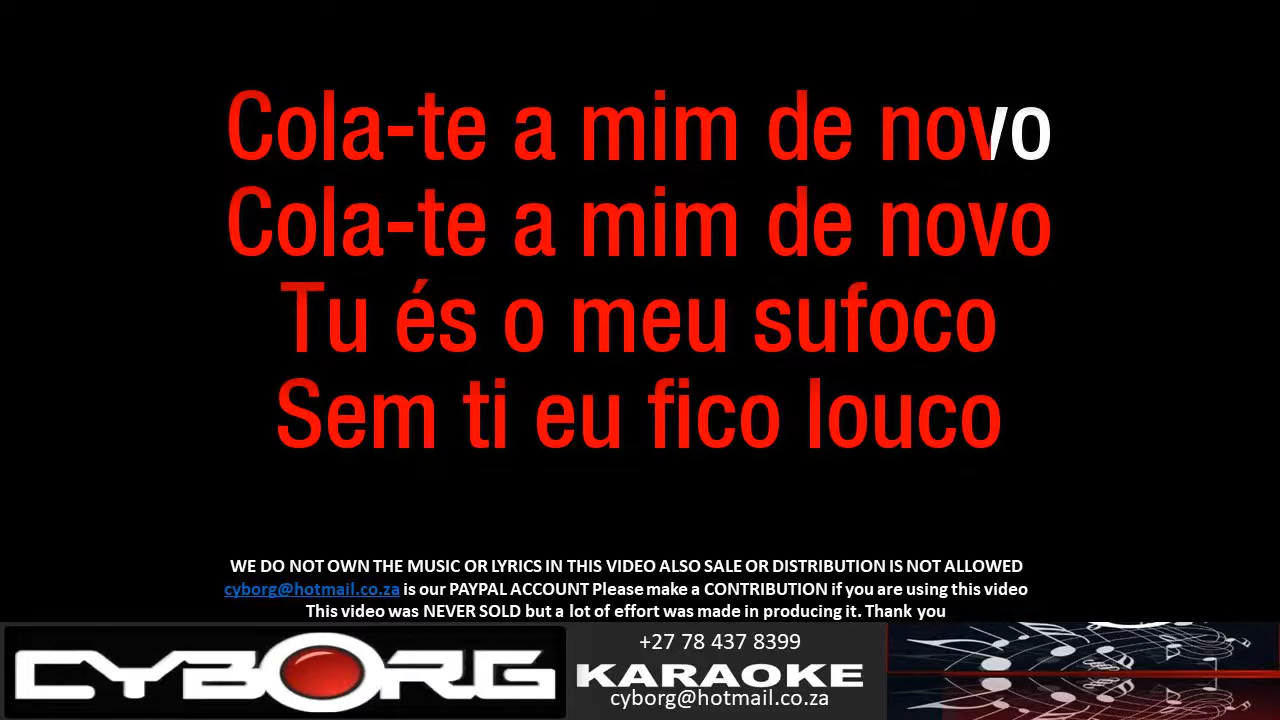 Cola-te a mim de novo
Cola-te a mim de novo
Tu és o meu sufoco
Sem ti eu fico louco
WE DO NOT OWN THE MUSIC OR LYRICS IN THIS VIDEO ALSO SALE OR DISTRIBUTION IS NOT ALLOWED
cyborg@hotmail.co.za is our PAYPAL ACCOUNT Please make a CONTRIBUTION if you are using this video
This video was NEVER SOLD but a lot of effort was made in producing it. Thank you
CYBORG
+27 78 437 8399
KARAOKE
cyborg@hotmail.co.za